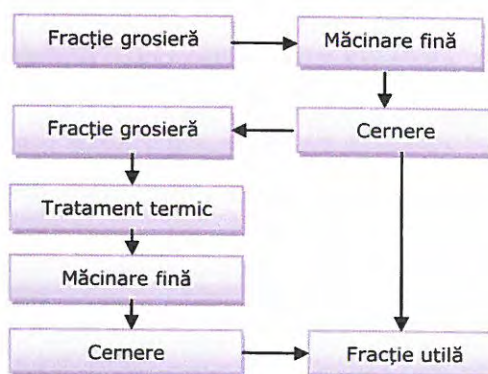 Fracție grosieră
Măcinare fină
Fracție grosieră
Cernere
Tratament termic
Măcinare fină
Cernere
Fracție utilă